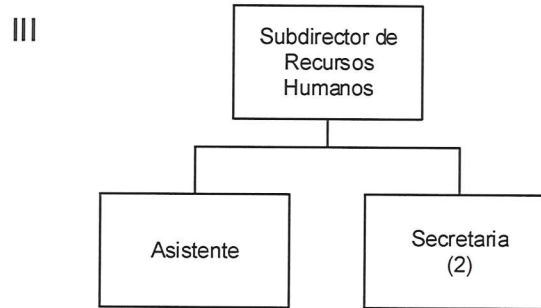 III
Subdirector de
Recursos
Humanos
Asistente
Secretaria
(2)